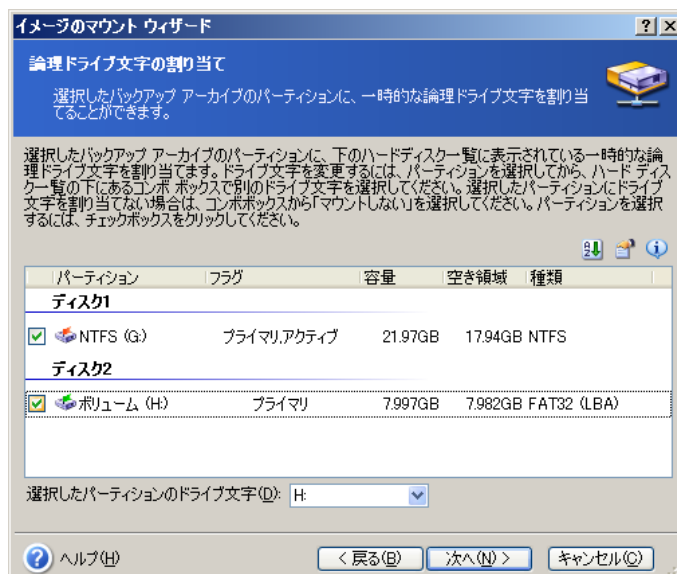 イメージのマウント ウィザード
論理ドライブ文字の割り当て
選択したバックアップ アーカイブのパーティションに、一時的な論理ドライブ文字を割り当
てることができます。
選択したバックアップ アーカイブのパーティションに、下のハードディスク一覧に表示されている一時的な論
理ドライブ文字を割り当てます。ドライブ文字を変更するには、パーティションを選択してから、ハード ディス
ク一覧の下にあるコンボ ボックスで別のドライブ文字を選択してください。選択したパーティションにドライブ
文字を割り当てない場合は、コンボボックスから「マウントしない」を選択してください。パーティションを選択
するには、チェックボックスをクリックしてください。
パーティション フラグ 容量 空き領域 種類
ディスク1
NTFS (G:) プライマリ,アクティブ 21.97GB 17.94GB NTFS
ディスク2
ボリューム (H:) プライマリ 7.997GB 7.982GB FAT32 (LBA)
選択したパーティションのドライブ文字(D): H:
ヘルプ(H) < 戻る(B) 次へ(N) > キャンセル(C)